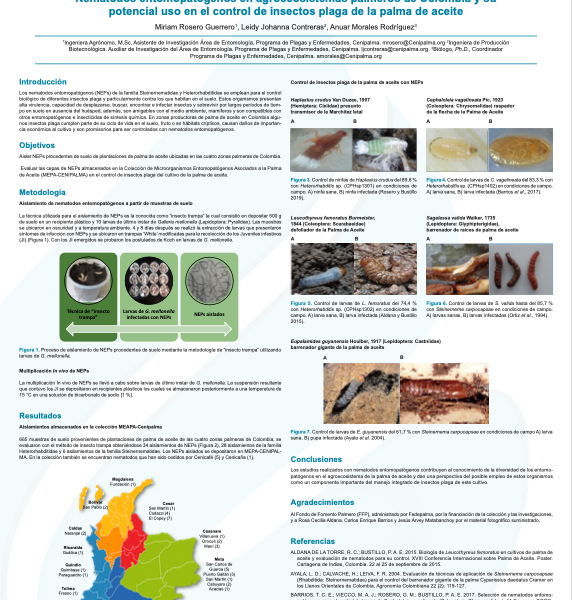 Nematodos entomopatógenos en agroecosistemas palmeros de Colombia y su
potencial uso en el control de insectos plaga de la palma de aceite
Miriam Rosero Guerrero¹, Leidy Johanna Contreras², Anuar Morales Rodríguez³
¹Ingeniera Agrónomo, M.Sc, Asistente de Investigación Área de Entomología, Programa de Plagas y Enfermedades, Cenipalma, mrosero@Cenipalma.org ²Ingeniera de Producción
Biotecnológica. Auxiliar de Investigación del Área de Entomología, Programa de Plagas y Enfermedades, Cenipalma, ljcontreras@cenipalma.org. ³Biólogo, Ph.D., Coordinador
Programa de Plagas y Enfermedades, Cenipalma. amorales@Cenipalma.org
Introducción
Los nematodos entomopatógenos (NEPs) de la familia Steinernematidae y Heterorhabditidae se emplean para el control
biológico de diferentes insectos plaga y particularmente contra los que habitan en el suelo. Estos organismos presentan
alta virulencia, capacidad de desplazarse, buscar, encontrar e infectar insectos y sobrevivir por largos periodos de tiem-
po en suelo en ausencia del huésped, además, son amigables con el medio ambiente, mamíferos y son compatibles con
otros entomopatógenos e insecticidas de síntesis química. En zonas productoras de palma de aceite en Colombia algu-
nos insectos plaga cumplen parte de su ciclo de vida en el suelo, fruto o en hábitats crípticos, causan daños de importan-
cia económica al cultivo y son promisorios para ser controlados con nematodos entomopatógenos.
Objetivos
Aislar NEPs procedentes de suelo de plantaciones de palma de aceite ubicadas en las cuatro zonas palmeras de Colombia.
Evaluar las cepas de NEPs almacenados en la Colección de Microorganismos Entomopatógenos Asociados a la Palma
de Aceite (MEPA-CENIPALMA) en el control de insectos plaga del cultivo de la palma de aceite.
Metodología
Aislamiento de nematodos entomopatógenos a partir de muestras de suelo
La técnica utilizada para el aislamiento de NEPs es la conocida como "insecto trampa" la cual consistió en depositar 500 g
de suelo en un recipiente plástico y 10 larvas de último instar de Galleria mellonella (Lepidoptera: Pyralidae). Las muestras
se ubicaron en oscuridad y a temperatura ambiente. 4 y 8 días después se realizó la extracción de larvas que presentaron
síntomas de infección con NEPs y se ubicaron en trampas 'White' modificadas para la recolección de los Juveniles infestivos
(JI) (Figura 1). Con los JI emergidos se probaron los postulados de Koch en larvas de G. mellonella.
Técnica de "insecto
trampa"
Larvas de G. mellonella
infectadas con NEPs
NEPs aislados
Figura 1. Proceso de aislamiento de NEPs procedentes de suelo mediante la metodología de "insecto trampa" utilizando
larvas de G. mellonella.
Multiplicación in vivo de NEPs
La multiplicación In vivo de NEPs se llevó a cabo sobre larvas de último instar de G. mellonella. La suspensión resultante
que contuvo los JI se depositaron en recipientes plásticos los cuales se almacenaron posteriormente a una temperatura de
15 °C en una solución de bicarbonato de sodio (1 %).
Resultados
Aislamientos almacenados en la colección MEAPA-Cenipalma
665 muestras de suelo provenientes de plantaciones de palma de aceite de las cuatro zonas palmeras de Colombia, se
evaluaron con el método de insecto trampa obteniéndose 34 aislamientos de NEPs (Figura 2), 28 aislamientos de la familia
Heterorhabditidae y 6 aislamientos de la familia Steinernematidae. Los NEPs aislados se depositaron en MEPA-CENIPAL-
MA. En la colección también se encuentran nematodos que han sido cedidos por Cenicafé (5) y Cenicaña (1).
Magdalena
Fundación (1)
Bolívar
San Pablo (2)
Cesar
San Martín (1)
Codazzi (4)
El Copey (7)
Caldas
Naranjal (2)
Casanare
Villanueva (1)
Orocué (2)
Maní (3)
Risaralda
Guática (1)
Meta
San Carlos de
Guaroa (3)
Puerto Gaitán (3)
San Martín (1)
Cabuyaro (2)
Acacías (1)
Quindío
Quimbaya (1)
Paraguaicito (1)
Tolima
Fresno (1)
Control de insectos plaga de la palma de aceite con NEPs
Haplaxius crudus Van Duzee, 1907
(Hemiptera: Cixiidae) presunto
transmisor de la Marchitez letal
A B
Figura 3. Control de ninfas de Haplaxius crudus del 89,8 %
con Heterorhabditis sp. (CPHsp1301) en condiciones de
campo. A) ninfa sana, B) ninfa infectada (Rosero y Bustillo
2019).
Cephaloleia vagelineata Pic, 1923
(Coleoptera: Chrysomelidae) raspador
de la flecha de la Palma de Aceite
A B
Figura 4. Control de larvas de C. vagelineata del 83,3 % con
Heterorhabditis sp. (CPHsp1402) en condiciones de campo.
A) larva sana, B) larva infectada (Barrios et al., 2017).
Leucothyreus femoratus Burmeister,
1844 (Coleoptera: Scarabaeidae)
defoliador de la Palma de Aceite
A B
Figura 5. Control de larvas de L. femoratus del 74,4 %
con Heterorhabditis sp. (CPHsp1302) en condiciones de
campo. A) larva sana, B) larva infectada (Aldana y Bustillo
2015).
Sagalassa valida Walker, 1735
(Lepidoptera: Glyphipterigidae),
barrenador de raíces de palma de aceite
A B
Figura 6. Control de larvas de S. valida hasta del 85,7 %
con Steinernema carpocapsae en condiciones de campo.
A) larvas sanas, B) larvas infectadas (Ortiz et al., 1994).
Eupalamides guyanensis Houlber, 1917 (Lepidoptera: Castniidae)
barrenador gigante de la palma de aceite
A B
Figura 7. Control de larvas de E. guyanensis del 61,7 % con Steinernema carpocapsae en condiciones de campo A) larva
sana, B) pupa infectada (Ayala et al. 2004).
Conclusiones
Los estudios realizados con nematodos entomopatógenos contribuyen al conocimiento de la diversidad de los entomo-
patógenos en el agroecosistema de la palma de aceite y dan una perspectiva del posible empleo de estos organismos
como un componente importante del manejo integrado de insectos plaga de este cultivo.
Agradecimientos
Al Fondo de Fomento Palmero (FFP), administrado por Fedepalma, por la financiación de la colección y las investigaciones,
y a Rosa Cecilia Aldana, Carlos Enrique Barrios y Jesús Arvey Matabanchoy por el material fotográfico suministrado.
Referencias
ALDANA DE LA TORRE, R. C.; BUSTILLO, P. A. E. 2015. Biología de Leucothyreus femoratus en cultivos de palma de
aceite y evaluación de nematodos para su control. XVIII Conferencia Internacional sobre Palma de Aceite. Poster.
Cartagena de Indias, Colombia. 22 al 25 de septiembre de 2015.
AYALA, L. D.; CALVACHE, H.; LEIVA, F. R. 2004. Evaluación de técnicas de aplicación de Steinernema carpocapsae
(Rhabditida: Steinernematidae) para el control del barrenador gigante de la palma Cyparissius daedalus Cramer en
los Llanos Orientales de Colombia. Agronomía Colombiana 22 (2): 119-127.
BARRIOS, T. C. E.; VIECCO, M. A. J.; ROSERO, G. M.; BUSTILLO, P. A. E. 2017. Selección de nematodos entomo-